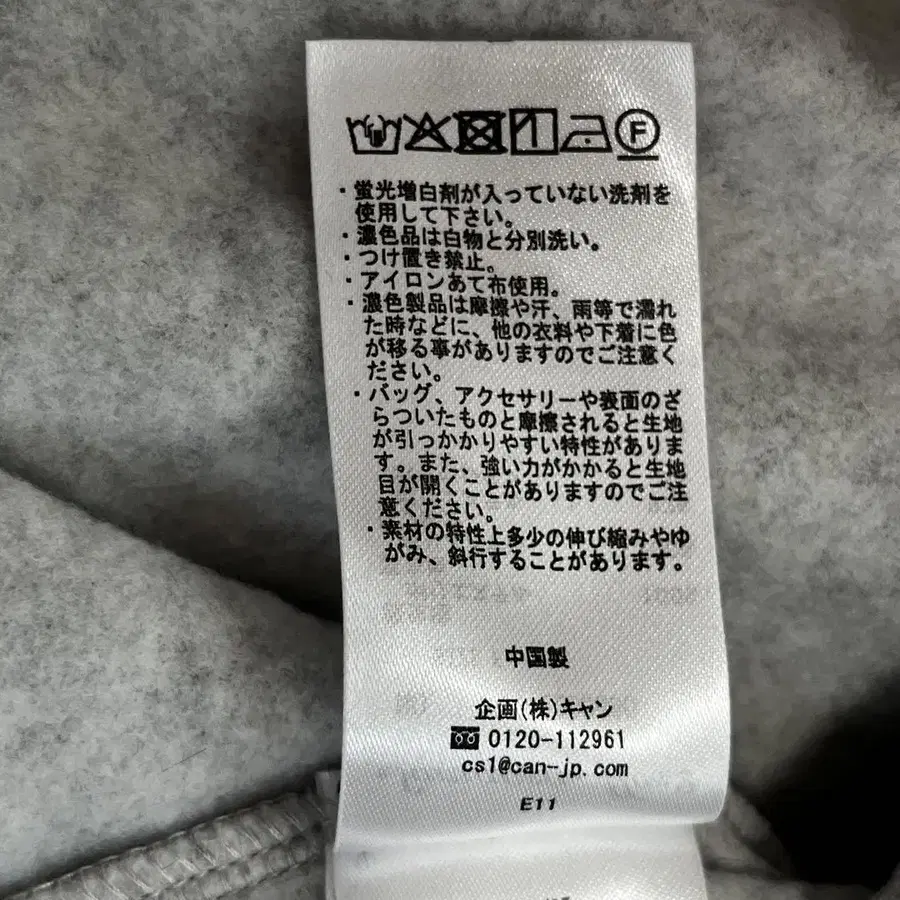 F
・蛍光増白剤が入っていない洗剤を
使用して下さい。
・濃色品は白物と分別洗い。
・つけ置き禁止。
・アイロンあて布使用。
・濃色製品は摩擦や汗、雨等で濡れ
た時などに、他の衣料や下着に色
が移る事がありますのでご注意く
ださい。
・バッグ、アクセサリーや表面のざ
らついたものと摩擦されると生地
が引っかかりやすい特性がありま
す。また、強い力がかかると生地
目が開くことがありますのでご注
意ください。
・素材の特性上多少の伸び縮みやゆ
がみ、斜行することがあります。
中国製
企画(株)キャン
0120-112961
cs1@can-jp.com
E11